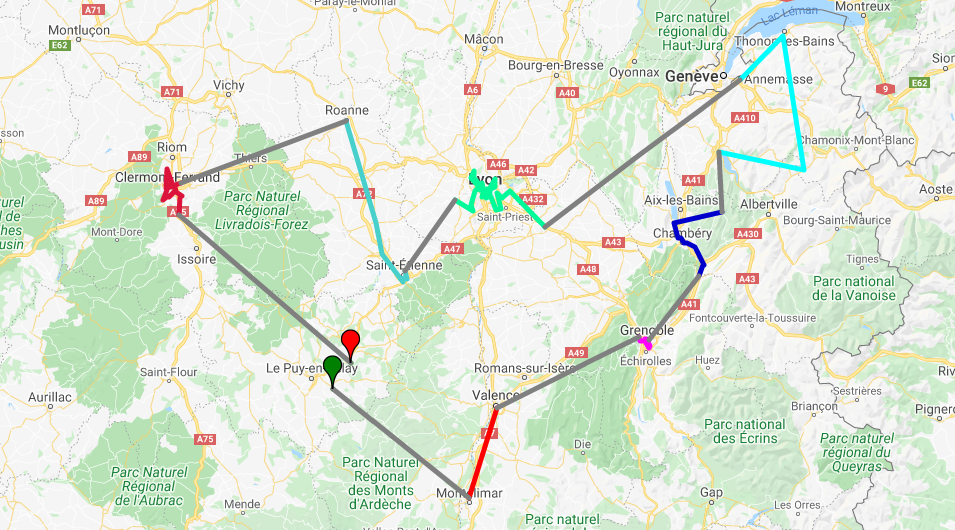 A71
Paray-le-Monial
Parc naturel
régional du
Haut-Jura
Lac Léman
Montreux
Montluçon
E62
Mâcón
Thonon-les-Bains
Bourg-en-Bresse
Oyonnax
Genève
Annemasse
Sion
E62
9
Vichy
A71
A6
A40
Roanne
A410
Riom
A89
Thiers
A46
A42
Chamonix-Mont-Blanc
Clermont-Ferrand
Lyon
A41
Aoste
A89
A75
Parc Naturel
Régional
Livradois-Forez
A72
A432
Saint-Priest
Aix-les-Bains
Albertville
Bourg-Saint-Maurice
Mont-Dore
Chambéry
A430
A43
A47
Issoire
Saint-Étienne
A48
A43
Tignes
Parc national
de la Vanoise
A41
Fontcouverte-la-Toussuire
Grenoble
A49
Échirolles
Huez
Le Puy-en-Velay
Romans-sur-Isère
Saint-Flour
Aurillac
Valence
Sestrières
Briançon
Pignerol
A75
A7
Die
Parc national
des Écrins
Parc naturel
régional du
Queyras
Parc Naturel
Régional
de l'Aubrac
Parc Naturel
Régional
des Monts
d'Ardèche
Montélimar
Mende
Gap
Les Orres
Parc naturel